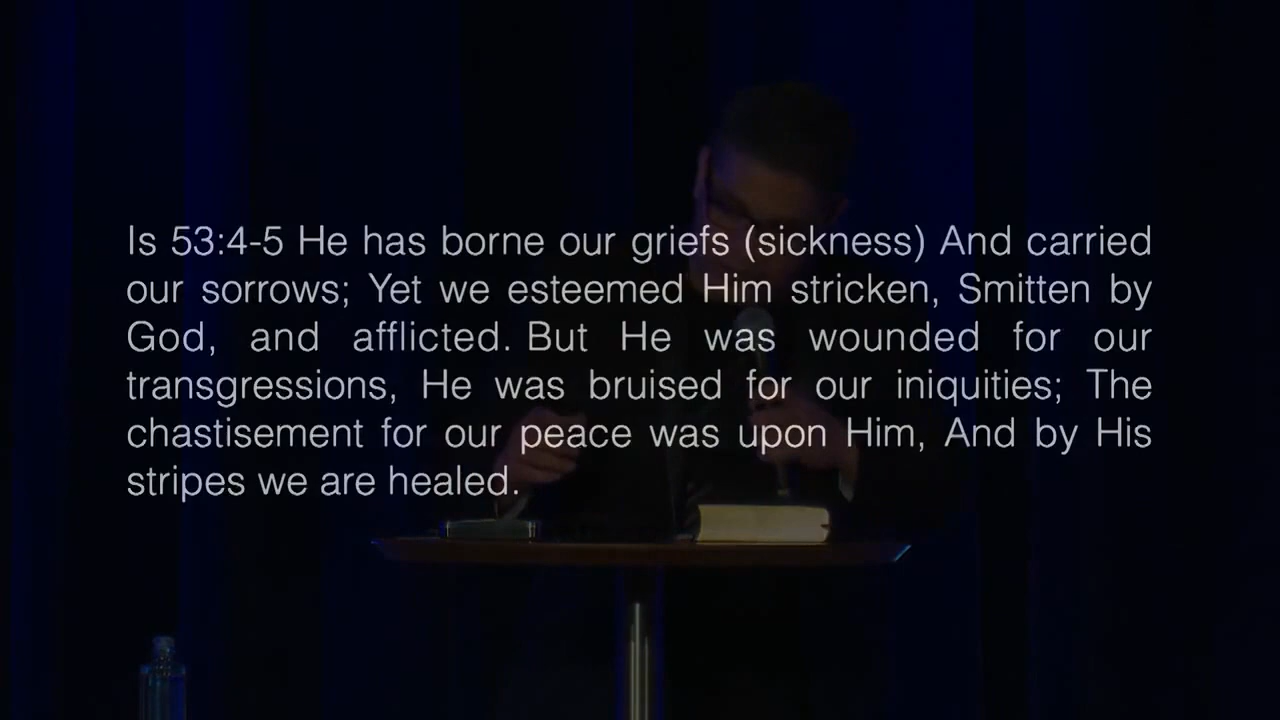 Is 53:4-5 He has borne our griefs (sickness) And carried
our sorrows; Yet we esteemed Him stricken, Smitten by
God, and afflicted. But He was wounded for our
transgressions, He was bruised for our iniquities; The
chastisement for our peace was upon Him, And by His
stripes we are healed.